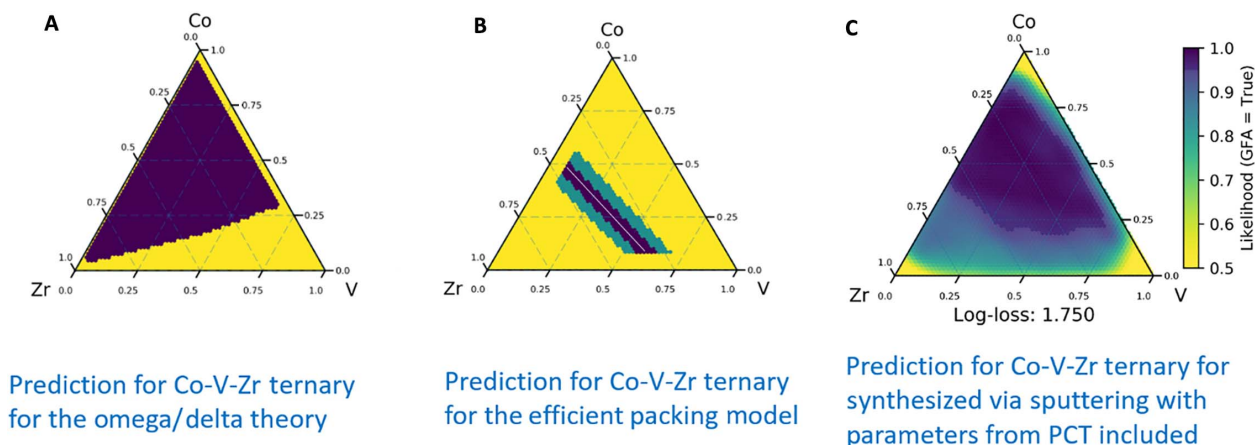 A
Co
0.0
1.0
0.25
0.75
0.5
0.5
0.75
0.25
1.0
0.0
Zr
0.0
0.25
0.5
0.75
1.0
V
Prediction for Co-V-Zr ternary
for the omega/delta theory
B
Co
0.0
1.0
0.25
0.75
0.5
0.5
0.75
0.25
1.0
0.0
Zr
0.0
0.25
0.5
0.75
1.0
V
Prediction for Co-V-Zr ternary
for the efficient packing model
C
Co
0.0
1.0
0.25
0.75
0.5
0.5
0.75
0.25
1.0
0.0
Zr
0.0
0.25
0.5
0.75
1.0
V
Log-loss: 1.750
1.0
0.9
0.8
0.7
0.6
0.5
Likelihood (GFA = True)
Prediction for Co-V-Zr ternary for
synthesized via sputtering with
parameters from PCT included